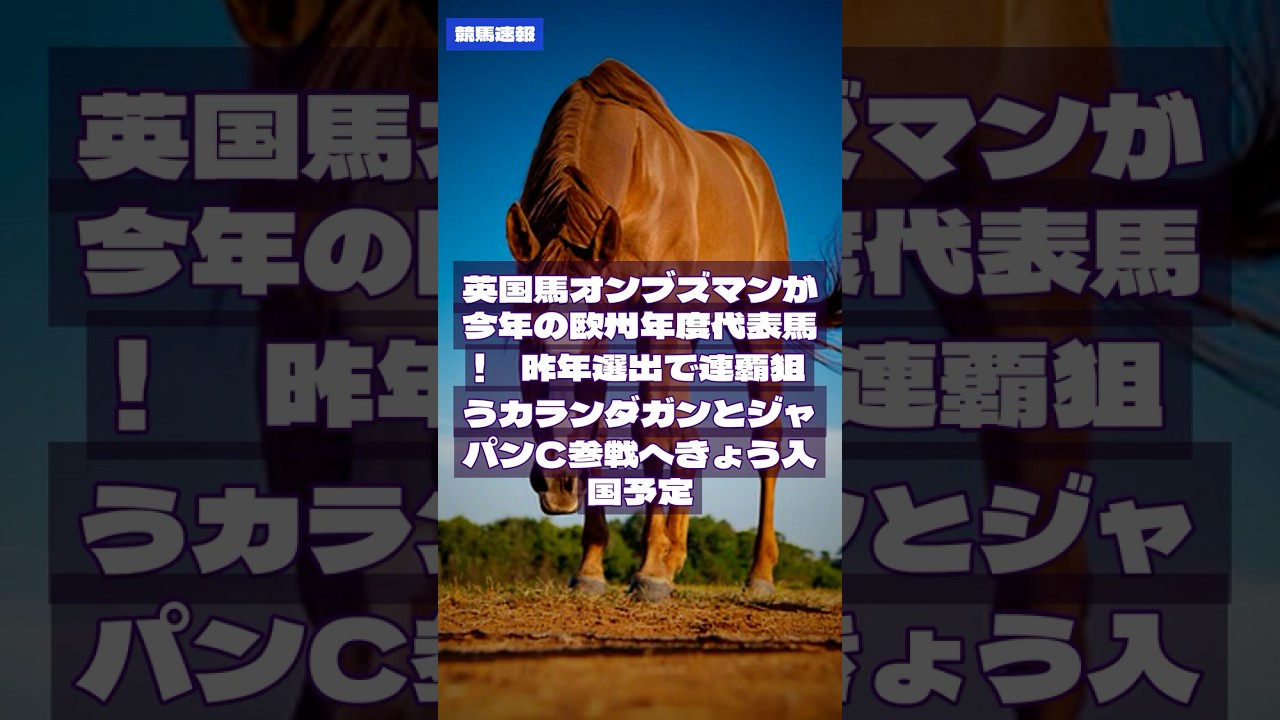 競馬速報
英国馬オンブズマンが
今年の欧州年度代表馬
！ 昨年選出で連覇狙
うカランダガンとジャ
パンC参戦へきょう入
国予定